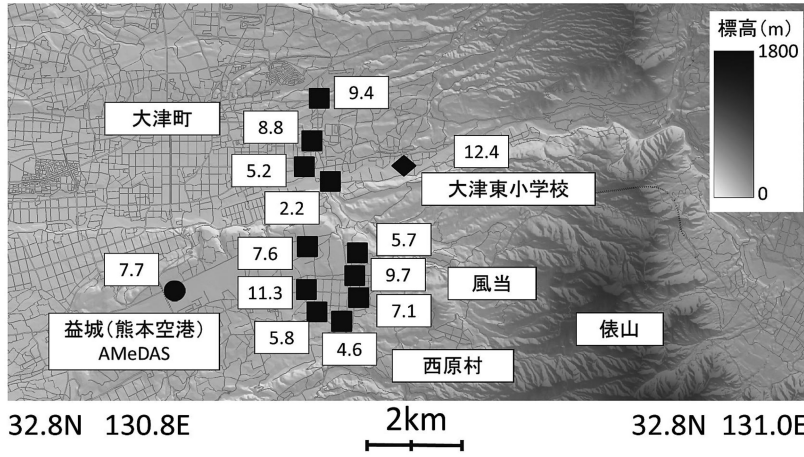 標高(m)
1800
0
9.4
大津町
8.8
12.4
5.2
大津東小学校
2.2
7.6
5.7
7.7
9.7
風当
11.3
7.1
益城(熊本空港)
AMeDAS
5.8
4.6
俵山
西原村
32.8N 130.8E
2km
32.8N 131.0E